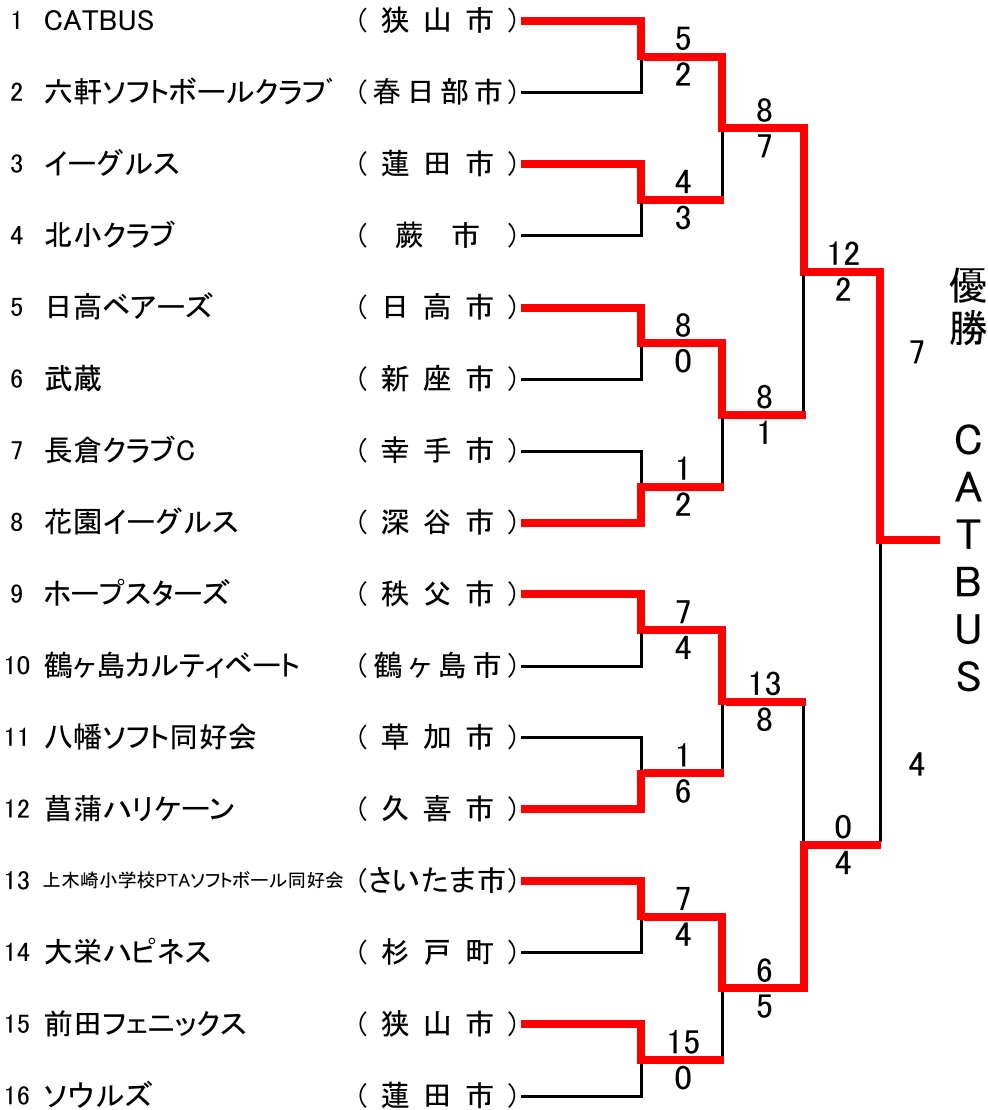 1 CATBUS （ 狭 山 市 ）
5
2
2 六軒ソフトボールクラブ （春日部市）
8
7
3 イーグルス （ 蓮 田 市 ）
4
3
4 北小クラブ （ 蕨 市 ）
12
2
5 日高ベアーズ （ 日 高 市 ）
8
0
6 武蔵 （ 新 座 市 ）
8
1
7 長倉クラブC （ 幸 手 市 ）
1
2
8 花園イーグルス （ 深 谷 市 ）
9 ホープスターズ （ 秩 父 市 ）
7
4
10 鶴ヶ島カルティベート （鶴ヶ島市）
13
8
11 八幡ソフト同好会 （ 草 加 市 ）
1
6
12 菖蒲ハリケーン （ 久 喜 市 ）
0
4
13 上木崎小学校PTAソフトボール同好会 （さいたま市）
7
4
14 大栄ハピネス （ 杉 戸 町 ）
6
5
15 前田フェニックス （ 狭 山 市 ）
15
0
16 ソウルズ （ 蓮 田 市 ）
7
4
優勝 CATBUS